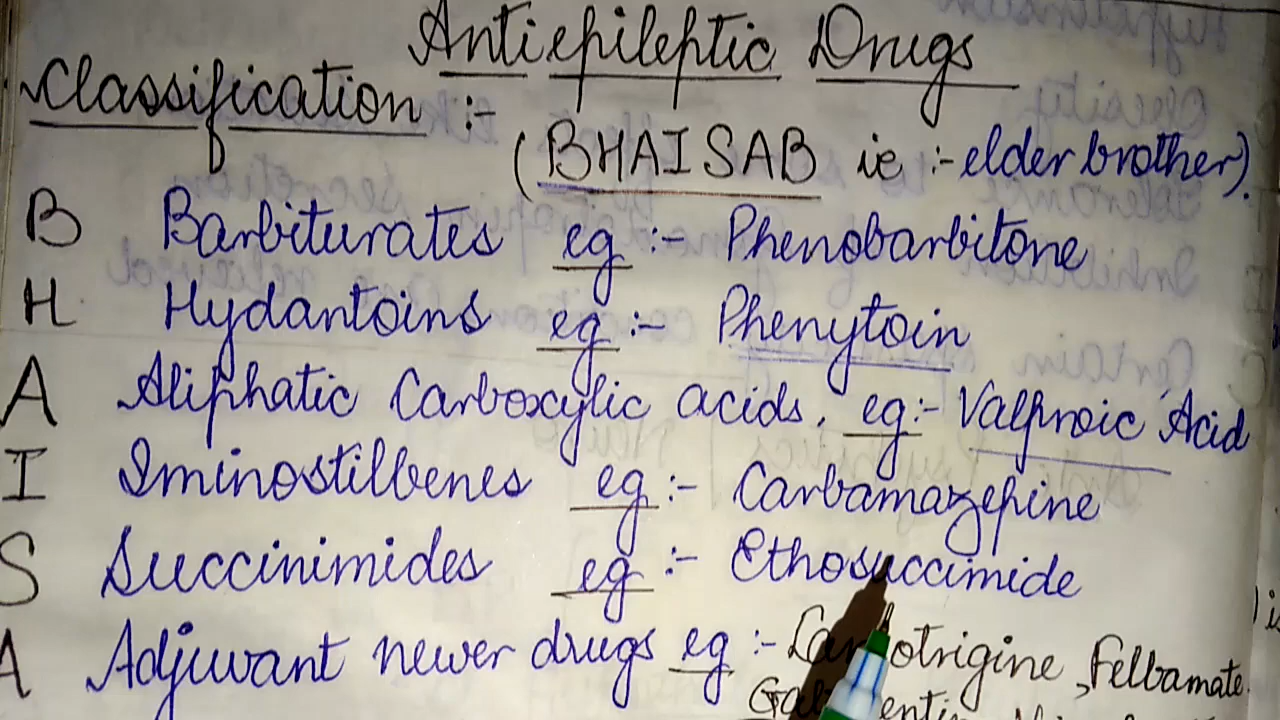 Antiepileptic Drugs
Classification :-
(BHAISAB ie :- elder brother).
B Barbiturates eg :- Phenobarbitone
H Hydantoins eg :- Phenytoin
A Aliphatic Carboxylic acids, eg:- Valproic Acid
I Iminostilbenes eg :- Carbamazepine
S Succinimides eg :- Ethosuccimide
A Adjuvant newer drugs eg :- Lamotrigine, Felbamate